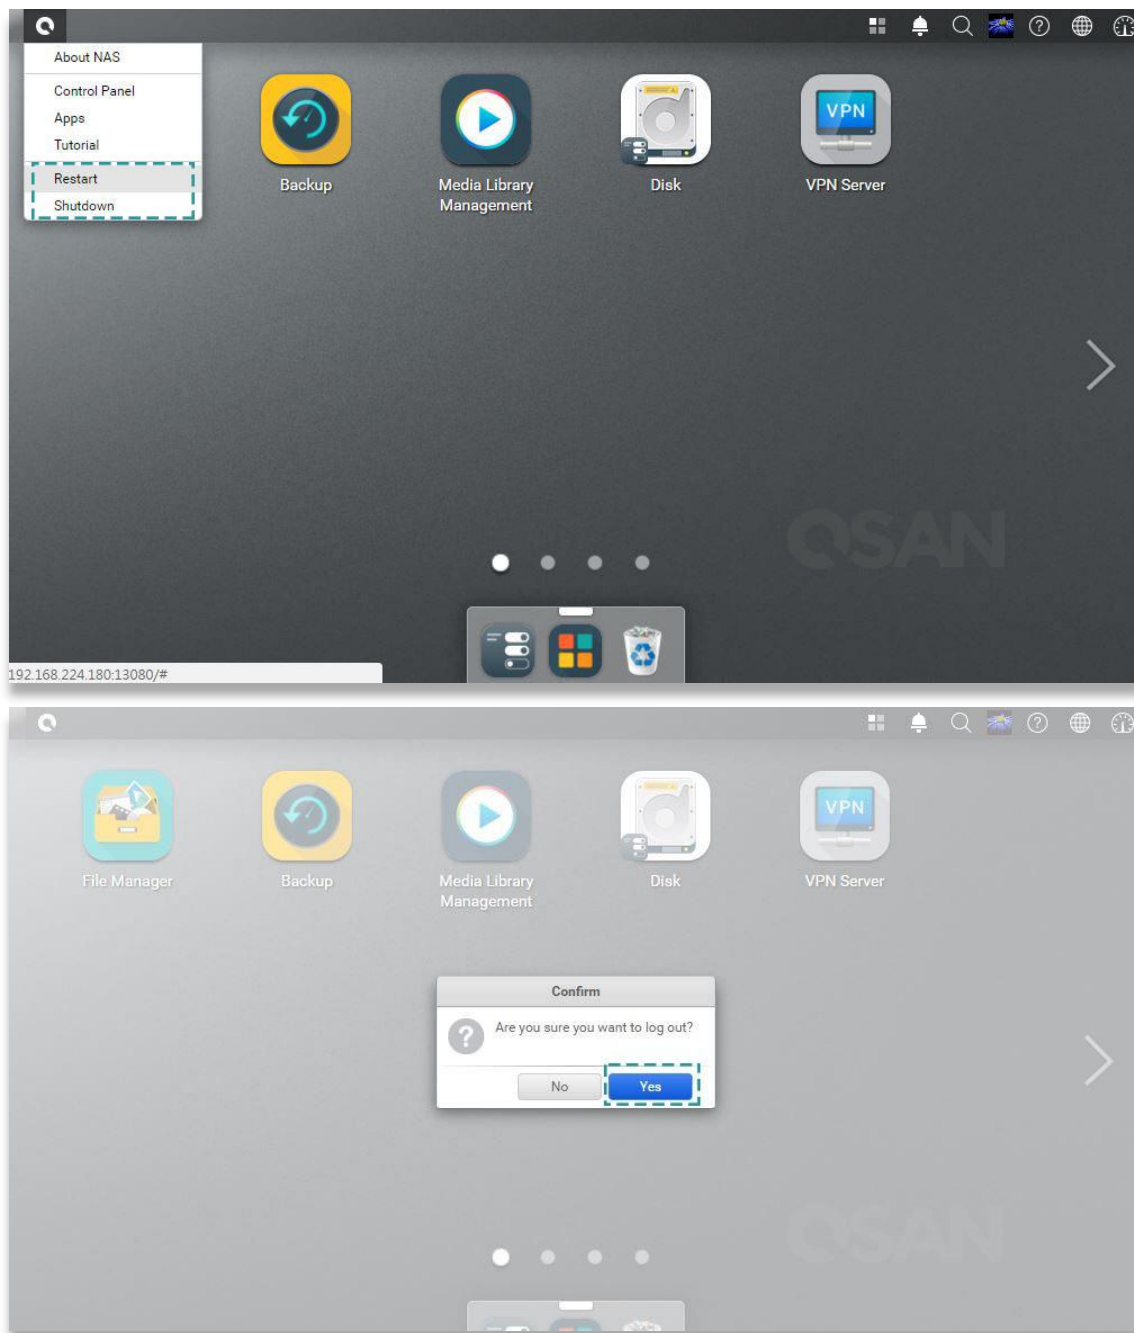 About NAS
Control Panel
Apps
Tutorial
Restart
Shutdown
Backup
Media Library
Management
Disk
VPN
VPN Server
QSAN
192.168.224.180:13080/#
File Manager
Backup
Media Library
Management
Disk
VPN
VPN Server
Confirm
Are you sure you want to log out?
No
Yes
QSAN